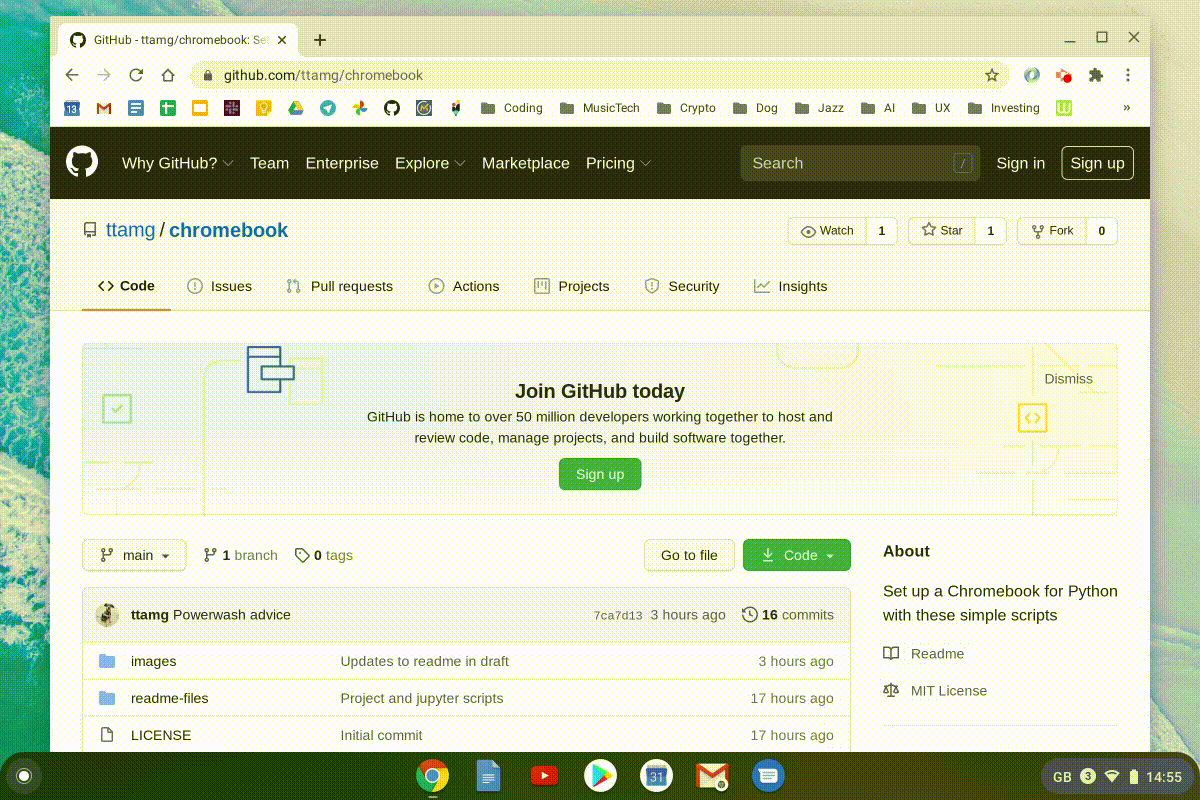 GitHub - ttamg/chromebook: Se
github.com/ttamg/chromebook
13 Coding MusicTech Crypto Dog Jazz AI UX Investing »
Why GitHub? Team Enterprise Explore Marketplace Pricing Search / Sign in Sign up
ttamg / chromebook Watch 1 Star 1 Fork 0
Code Issues Pull requests Actions Projects Security Insights
Dismiss
Join GitHub today
GitHub is home to over 50 million developers working together to host and
review code, manage projects, and build software together.
Sign up
main 1 branch 0 tags Go to file Code
ttamg Powerwash advice 7ca7d13 3 hours ago 16 commits
images Updates to readme in draft 3 hours ago
readme-files Project and jupyter scripts 17 hours ago
LICENSE Initial commit 17 hours ago
About
Set up a Chromebook for Python
with these simple scripts
Readme
MIT License
31 GB 3 14:55